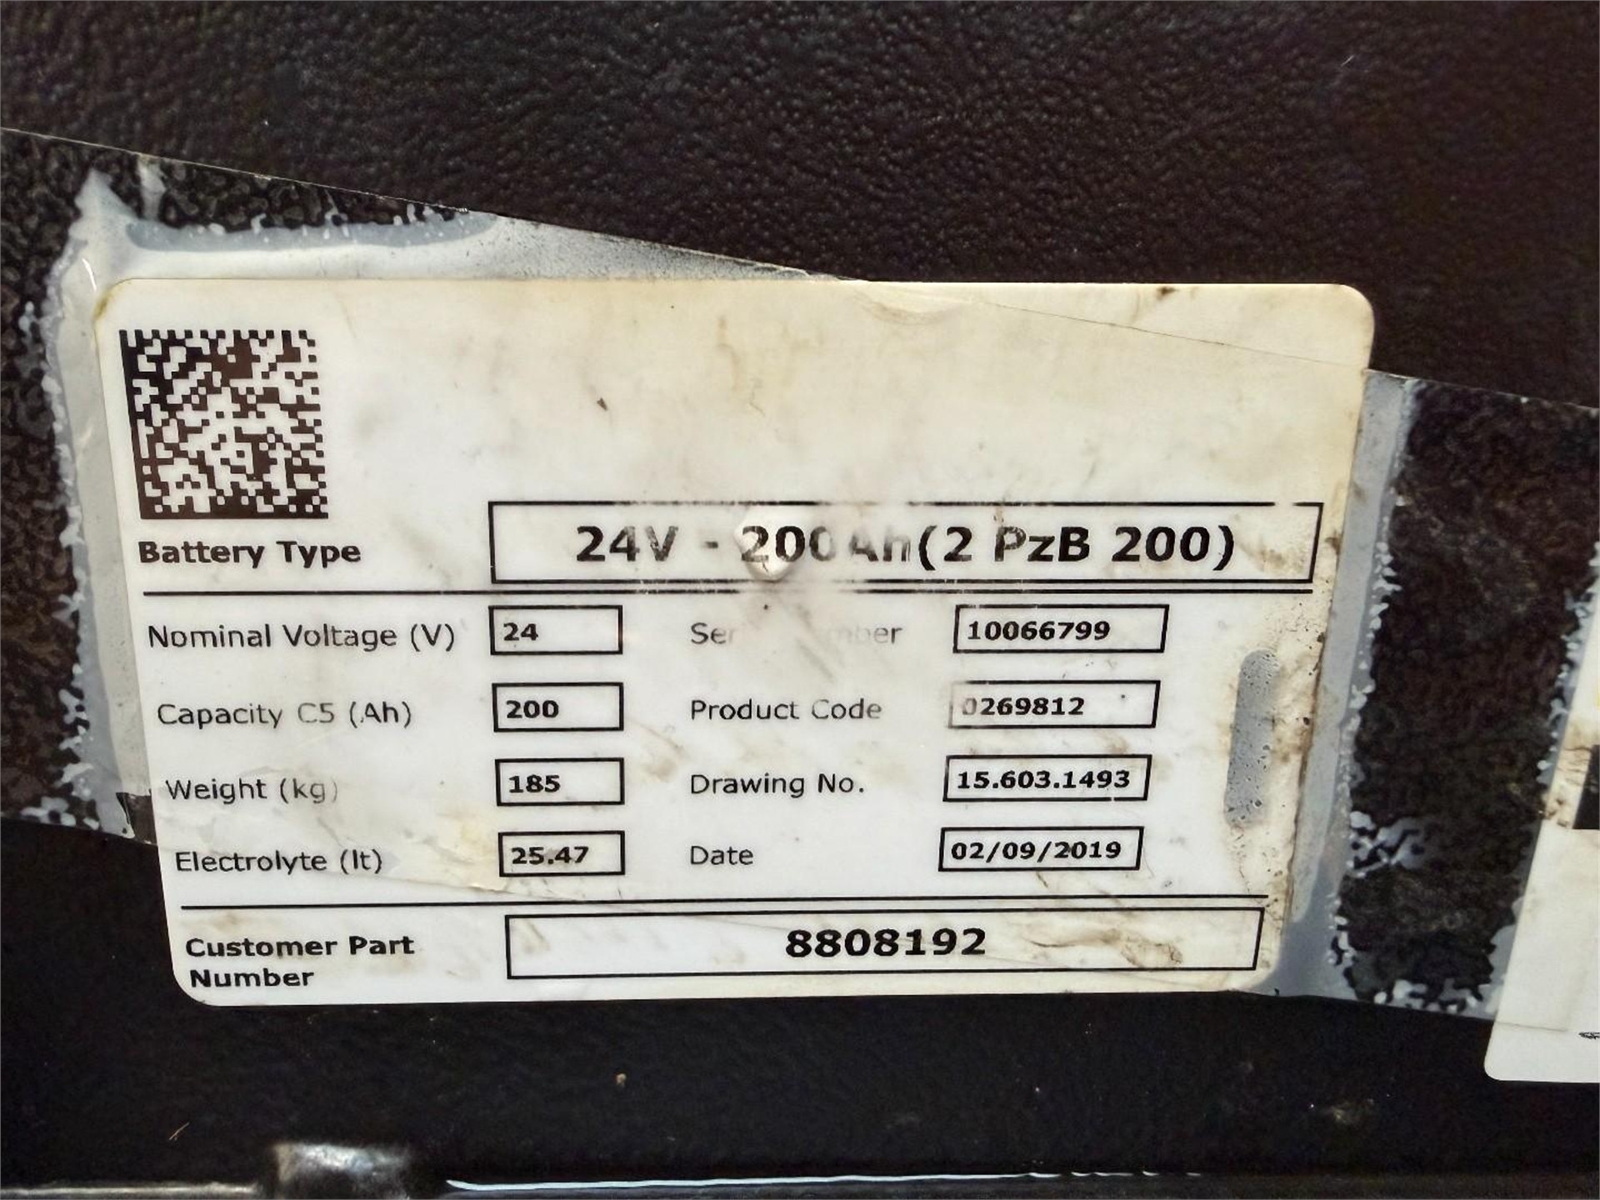 Battery Type 24V - 200Ah(2 PzB 200)
Nominal Voltage (V) 24 10066799
Capacity C5 (Ah) 200 Product Code 0269812
Weight (kg) 185 Drawing No. 15.603.1493
Electrolyte (lt) 25.47 Date 02/09/2019
Customer Part Number 8808192